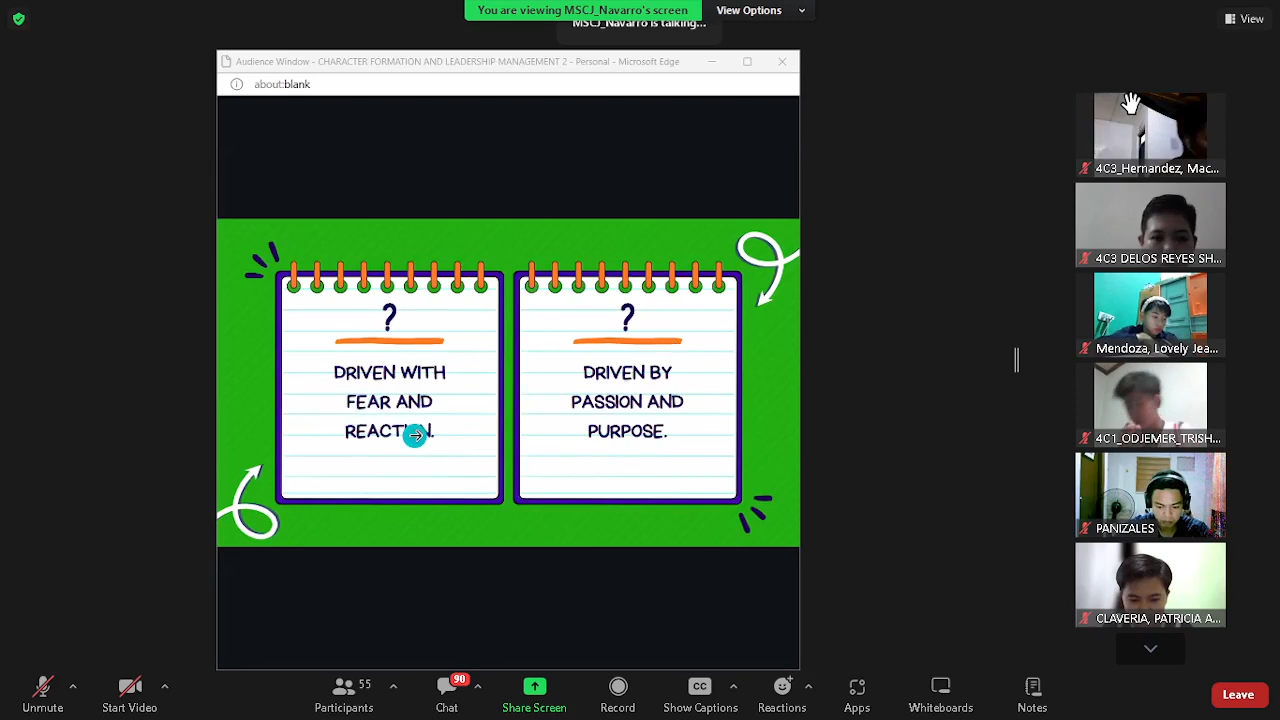 You are viewing MSCJ_Navarro's screen
View Options
MSCJ_Navarro is talking...
View
Audience Window - CHARACTER FORMATION AND LEADERSHIP MANAGEMENT 2 - Personal - Microsoft Edge
about:blank
?
DRIVEN WITH
FEAR AND
?
DRIVEN BY
PASSION AND
PURPOSE.
4C3_Hernandez, Mac...
4C3 DELOS REYES SH...
Mendoza, Lovely Jea...
4C1_ODJEMER_TRISH...
PANIZALES
CLAVERIA, PATRICIA A...
Unmute
Start Video
55
Participants
90
Chat
Share Screen
Record
CC
Show Captions
Reactions
Apps
Whiteboards
Notes
Leave